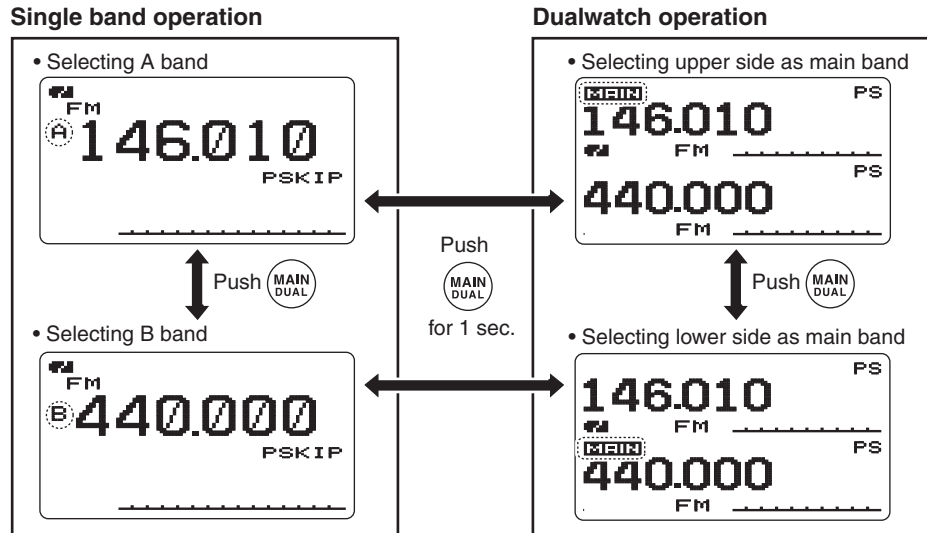 Single band operation
• Selecting A band
FM
A 146.010
PSKIP
Push MAIN DUAL
• Selecting B band
FM
B 440.000
PSKIP
Push
MAIN DUAL
for 1 sec.
Dualwatch operation
• Selecting upper side as main band
MAIN PS
146.010
FM
PS
440.000
FM
Push MAIN DUAL
• Selecting lower side as main band
PS
146.010
FM
MAIN PS
440.000
FM